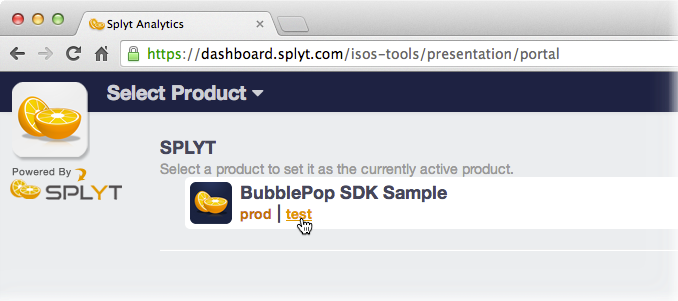 Splyt Analytics
https://dashboard.splyt.com/isos-tools/presentation/portal
Select Product
SPLYT
Select a product to set it as the currently active product.
Powered By
SPLYT
BubblePop SDK Sample
prod | test